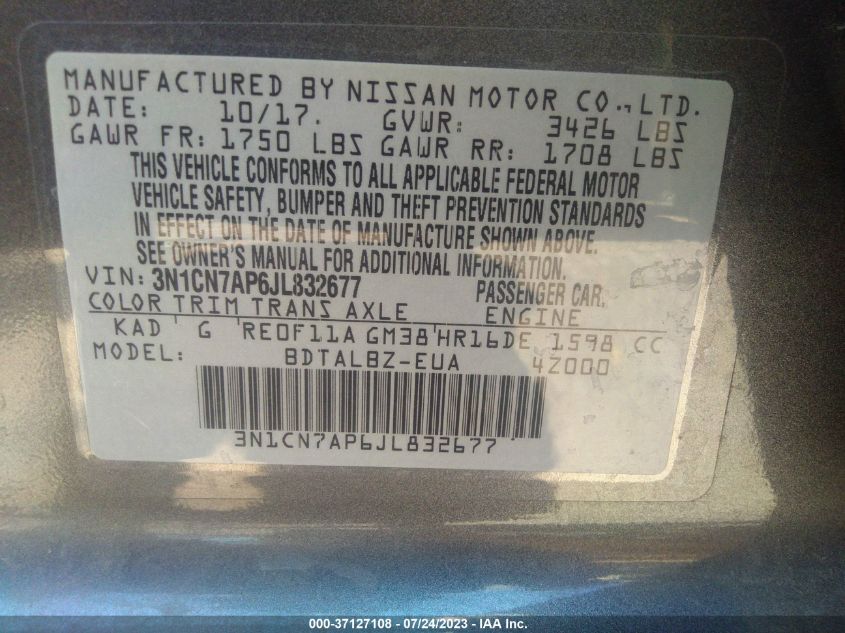 MANUFACTURED BY NISSAN MOTOR CO., LTD.
DATE: 10/17. GVWR: 3426 LBS
GAWR FR: 1750 LBS GAWR RR: 1708 LBS
THIS VEHICLE CONFORMS TO ALL APPLICABLE FEDERAL MOTOR
VEHICLE SAFETY, BUMPER AND THEFT PREVENTION STANDARDS
IN EFFECT ON THE DATE OF MANUFACTURE SHOWN ABOVE.
SEE OWNER'S MANUAL FOR ADDITIONAL INFORMATION.
VIN: 3N1CN7AP6JL832677 PASSENGER CAR.
COLOR TRIM TRANS AXLE ENGINE
KAD G RE0F11A GM38 HR16DE 1598 CC
MODEL: BDTALBZ-EUA 4Z000
3N1CN7AP6JL832677
000-37127108 - 07/24/2023 - IAA Inc.